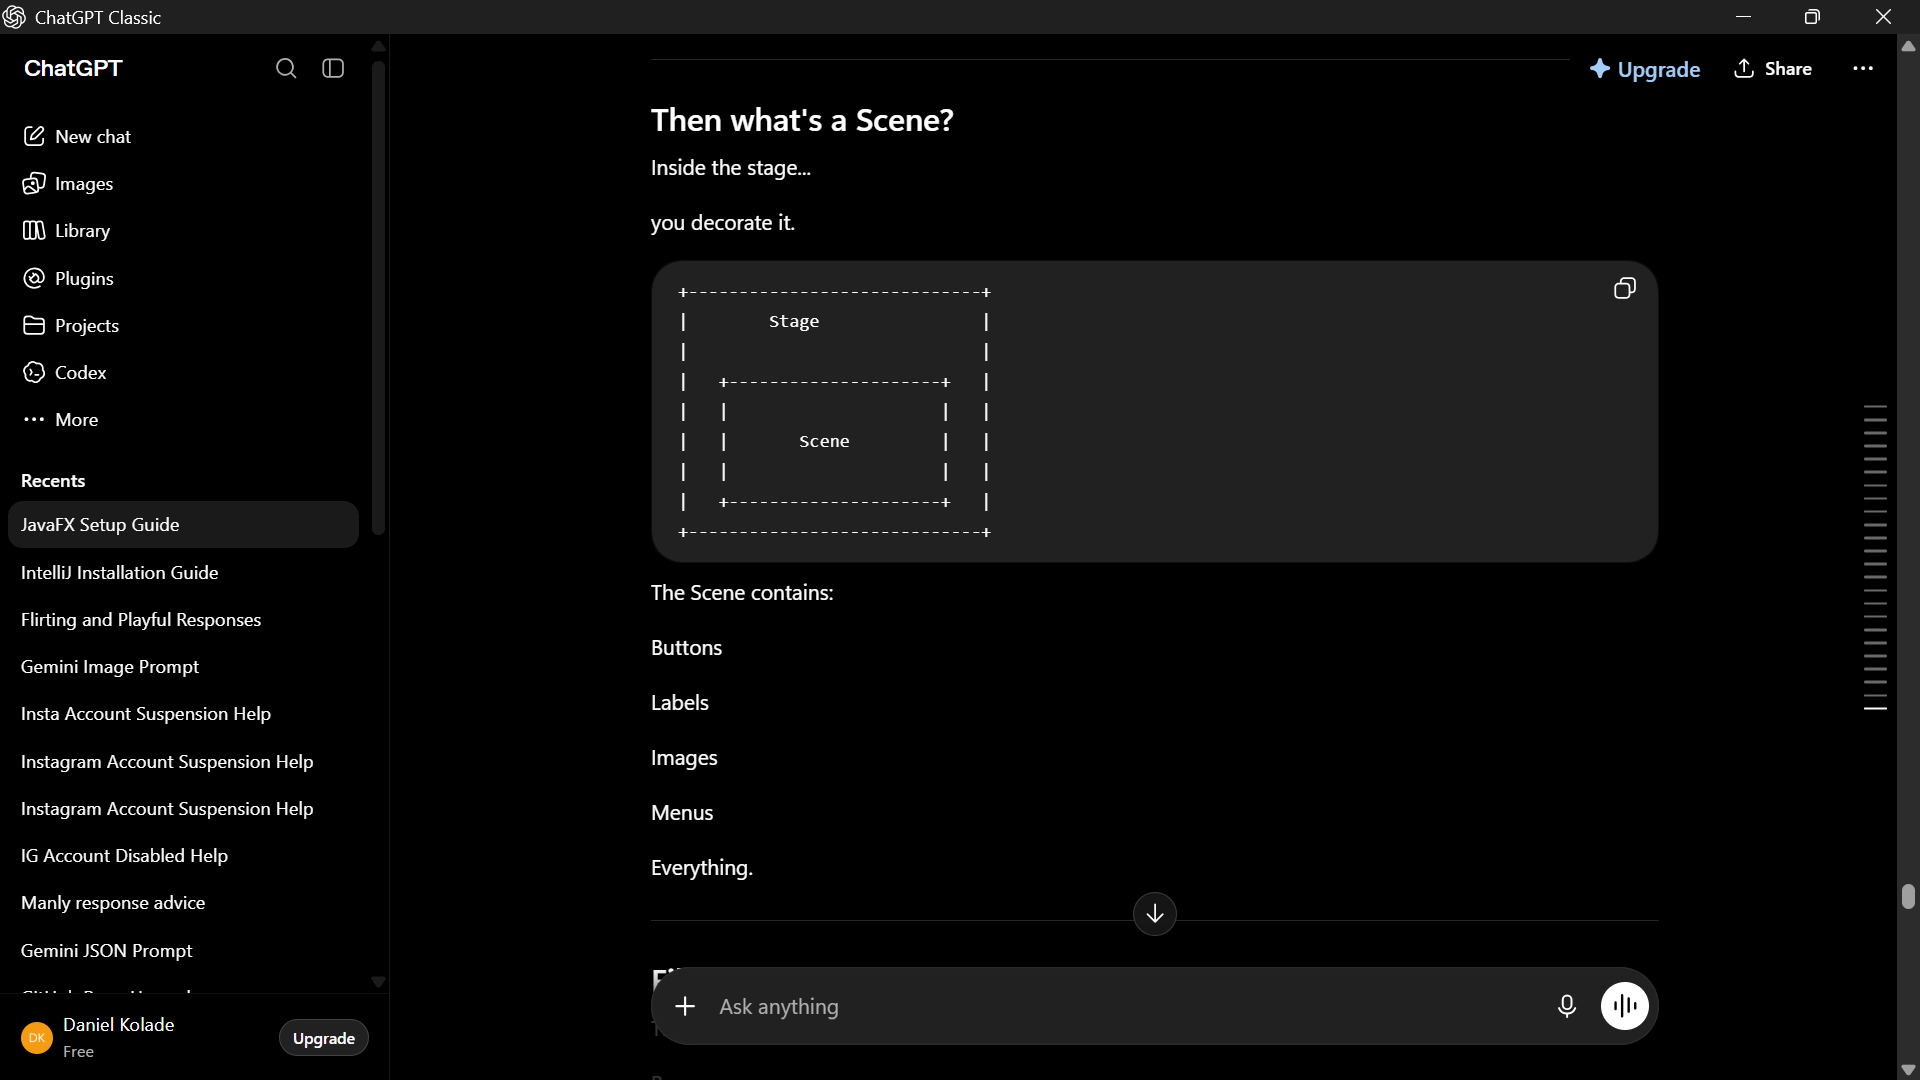 ChatGPT Classic
ChatGPT
New chat
Images
Library
Plugins
Projects
Codex
More
Recents
JavaFX Setup Guide
IntelliJ Installation Guide
Flirting and Playful Responses
Gemini Image Prompt
Insta Account Suspension Help
Instagram Account Suspension Help
Instagram Account Suspension Help
IG Account Disabled Help
Manly response advice
Gemini JSON Prompt
DK
Daniel Kolade
Free
Upgrade
Upgrade
Share
Then what's a Scene?
Inside the stage...
you decorate it.
+-----------------------------+
|        Stage                |
|                             |
|   +---------------------+   |
|   |                     |   |
|   |       Scene         |   |
|   |                     |   |
|   +---------------------+   |
+-----------------------------+
The Scene contains:
Buttons
Labels
Images
Menus
Everything.
Ask anything